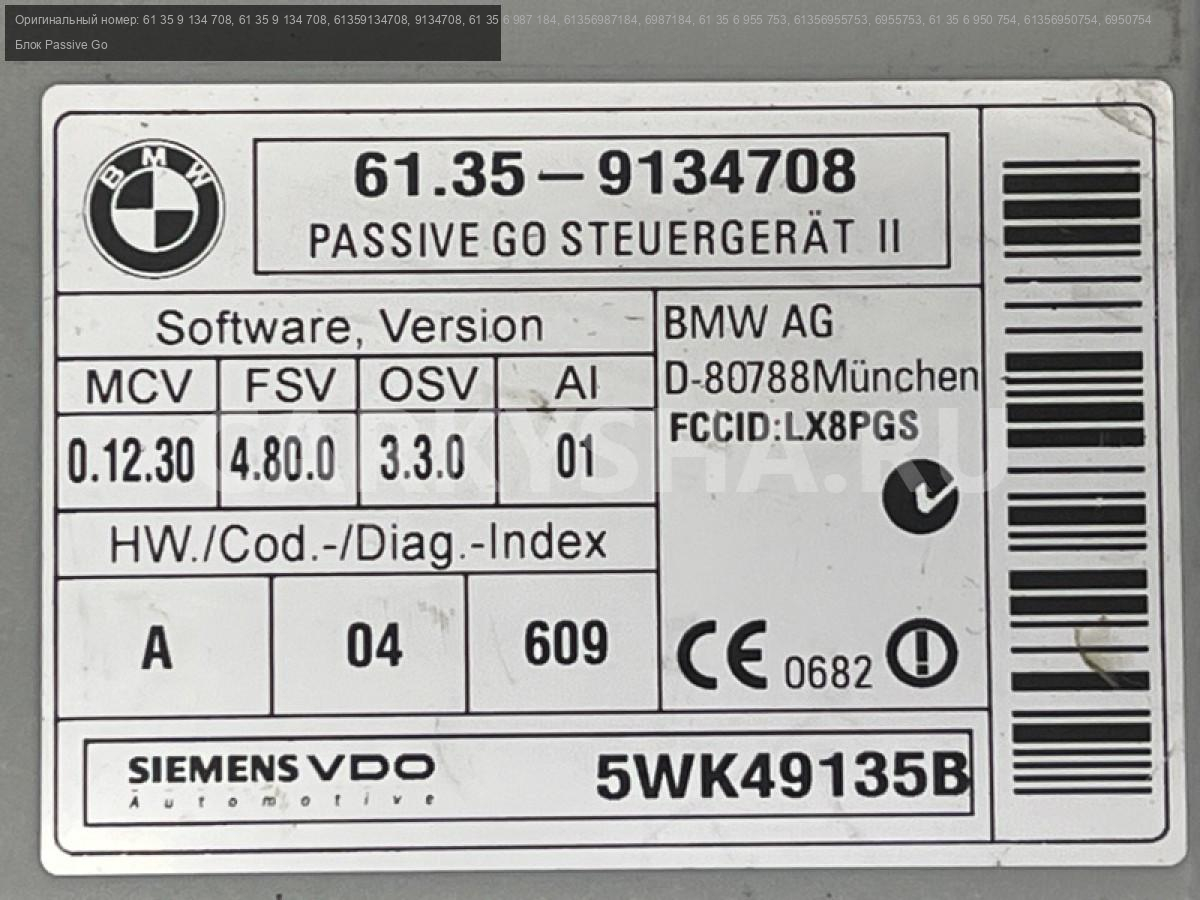 Оригинальный номер: 61 35 9 134 708, 61 35 9 134 708, 61359134708, 9134708, 61 35 6 987 184, 61356987184, 6987184, 61 35 6 955 753, 61356955753, 6955753, 61 35 6 950 754, 61356950754, 6950754
Блок Passive Go
BMW
61.35 – 9134708
PASSIVE GO STEUERGERÄT II
Software, Version
MCV FSV OSV AI
0.12.30 4.80.0 3.3.0 01
BMW AG
D-80788München
FCCID:LX8PGS
CARKYSHA.RU
HW./Cod.-/Diag.-Index
A 04 609
CE 0682
SIEMENS VDO
Automotive
5WK49135B